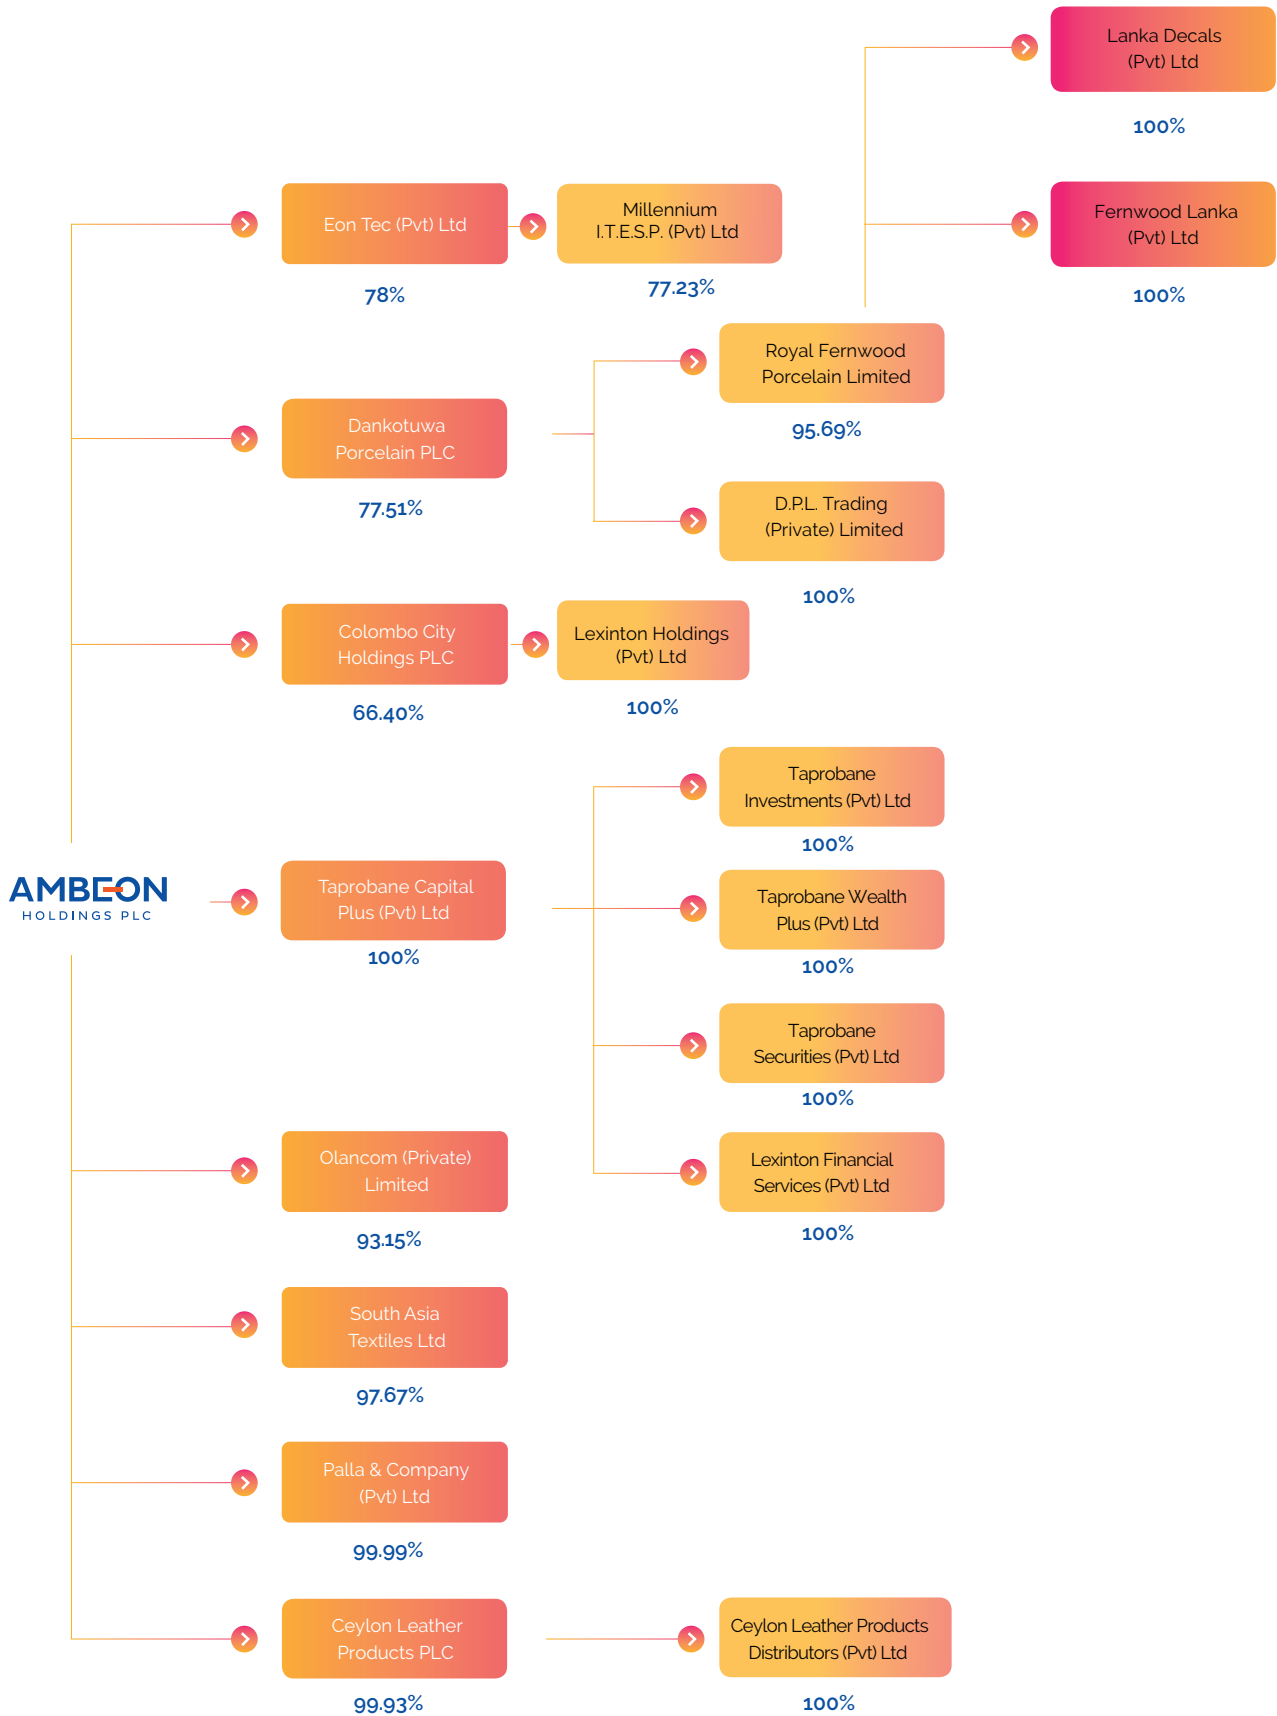 Lanka Decals
(Pvt) Ltd
100%
Eon Tec (Pvt) Ltd
78%
Millennium
I.T.E.S.P. (Pvt) Ltd
77.23%
Fernwood Lanka
(Pvt) Ltd
100%
Dankotuwa
Porcelain PLC
77.51%
Royal Fernwood
Porcelain Limited
95.69%
D.P.L. Trading
(Private) Limited
100%
Colombo City
Holdings PLC
66.40%
Lexinton Holdings
(Pvt) Ltd
100%
AMBEON
HOLDINGS PLC
Taprobane Capital
Plus (Pvt) Ltd
100%
Taprobane
Investments (Pvt) Ltd
100%
Taprobane Wealth
Plus (Pvt) Ltd
100%
Taprobane
Securities (Pvt) Ltd
100%
Lexinton Financial
Services (Pvt) Ltd
100%
Olancom (Private)
Limited
93.15%
South Asia
Textiles Ltd
97.67%
Palla & Company
(Pvt) Ltd
99.99%
Ceylon Leather
Products PLC
99.93%
Ceylon Leather Products
Distributors (Pvt) Ltd
100%